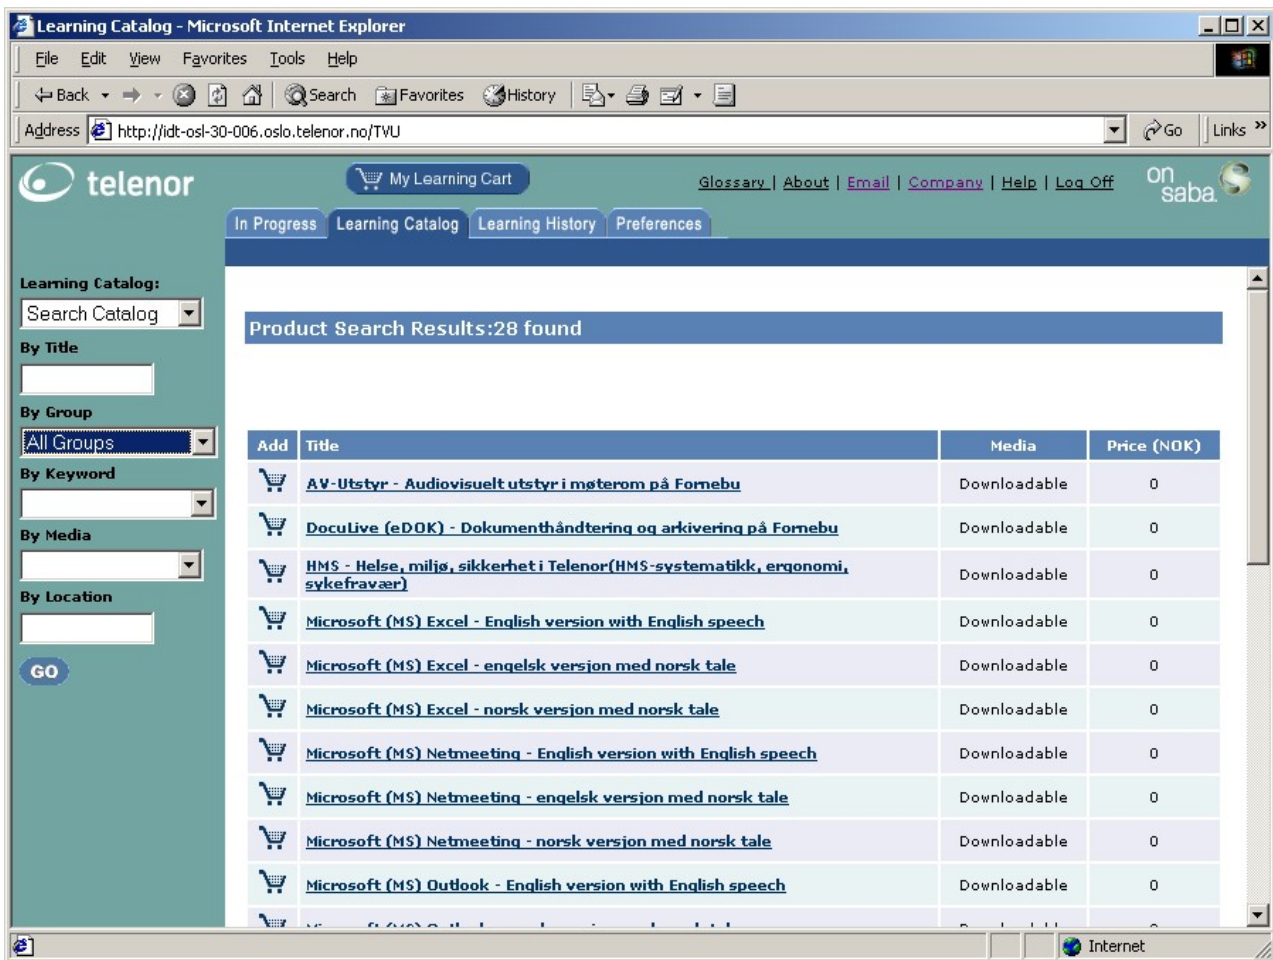 Learning Catalog - Microsoft Internet Explorer
File Edit View Favorites Tools Help
Back Search Favorites History
Address http://idt-osl-30-006.oslo.telenor.no/TVU Go Links »
telenor My Learning Cart Glossary | About | Email | Company | Help | Log Off on saba.
In Progress Learning Catalog Learning History Preferences
Learning Catalog:
Search Catalog
By Title
By Group
All Groups
By Keyword
By Media
By Location
GO
Product Search Results:28 found
Add Title Media Price (NOK)
AV-Utstyr - Audiovisuelt utstyr i møterom på Fornebu Downloadable 0
DocuLive (eDOK) - Dokumenthåndtering og arkivering på Fornebu Downloadable 0
HMS - Helse, miljø, sikkerhet i Telenor(HMS-systematikk, ergonomi,
sykefravær) Downloadable 0
Microsoft (MS) Excel - English version with English speech Downloadable 0
Microsoft (MS) Excel - engelsk versjon med norsk tale Downloadable 0
Microsoft (MS) Excel - norsk versjon med norsk tale Downloadable 0
Microsoft (MS) Netmeeting - English version with English speech Downloadable 0
Microsoft (MS) Netmeeting - engelsk versjon med norsk tale Downloadable 0
Microsoft (MS) Netmeeting - norsk versjon med norsk tale Downloadable 0
Microsoft (MS) Outlook - English version with English speech Downloadable 0
Internet